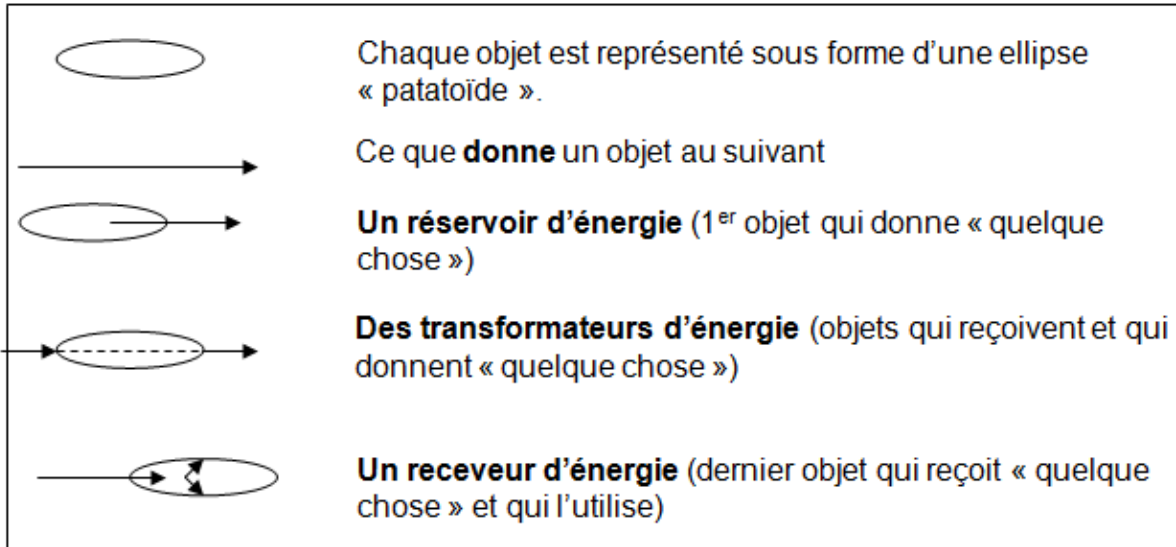 Chaque objet est représenté sous forme d’une ellipse
« patatoïde ».
Ce que donne un objet au suivant
Un réservoir d’énergie (1er objet qui donne « quelque
chose »)
Des transformateurs d’énergie (objets qui reçoivent et qui
donnent « quelque chose »)
Un receveur d’énergie (dernier objet qui reçoit « quelque
chose » et qui l’utilise)